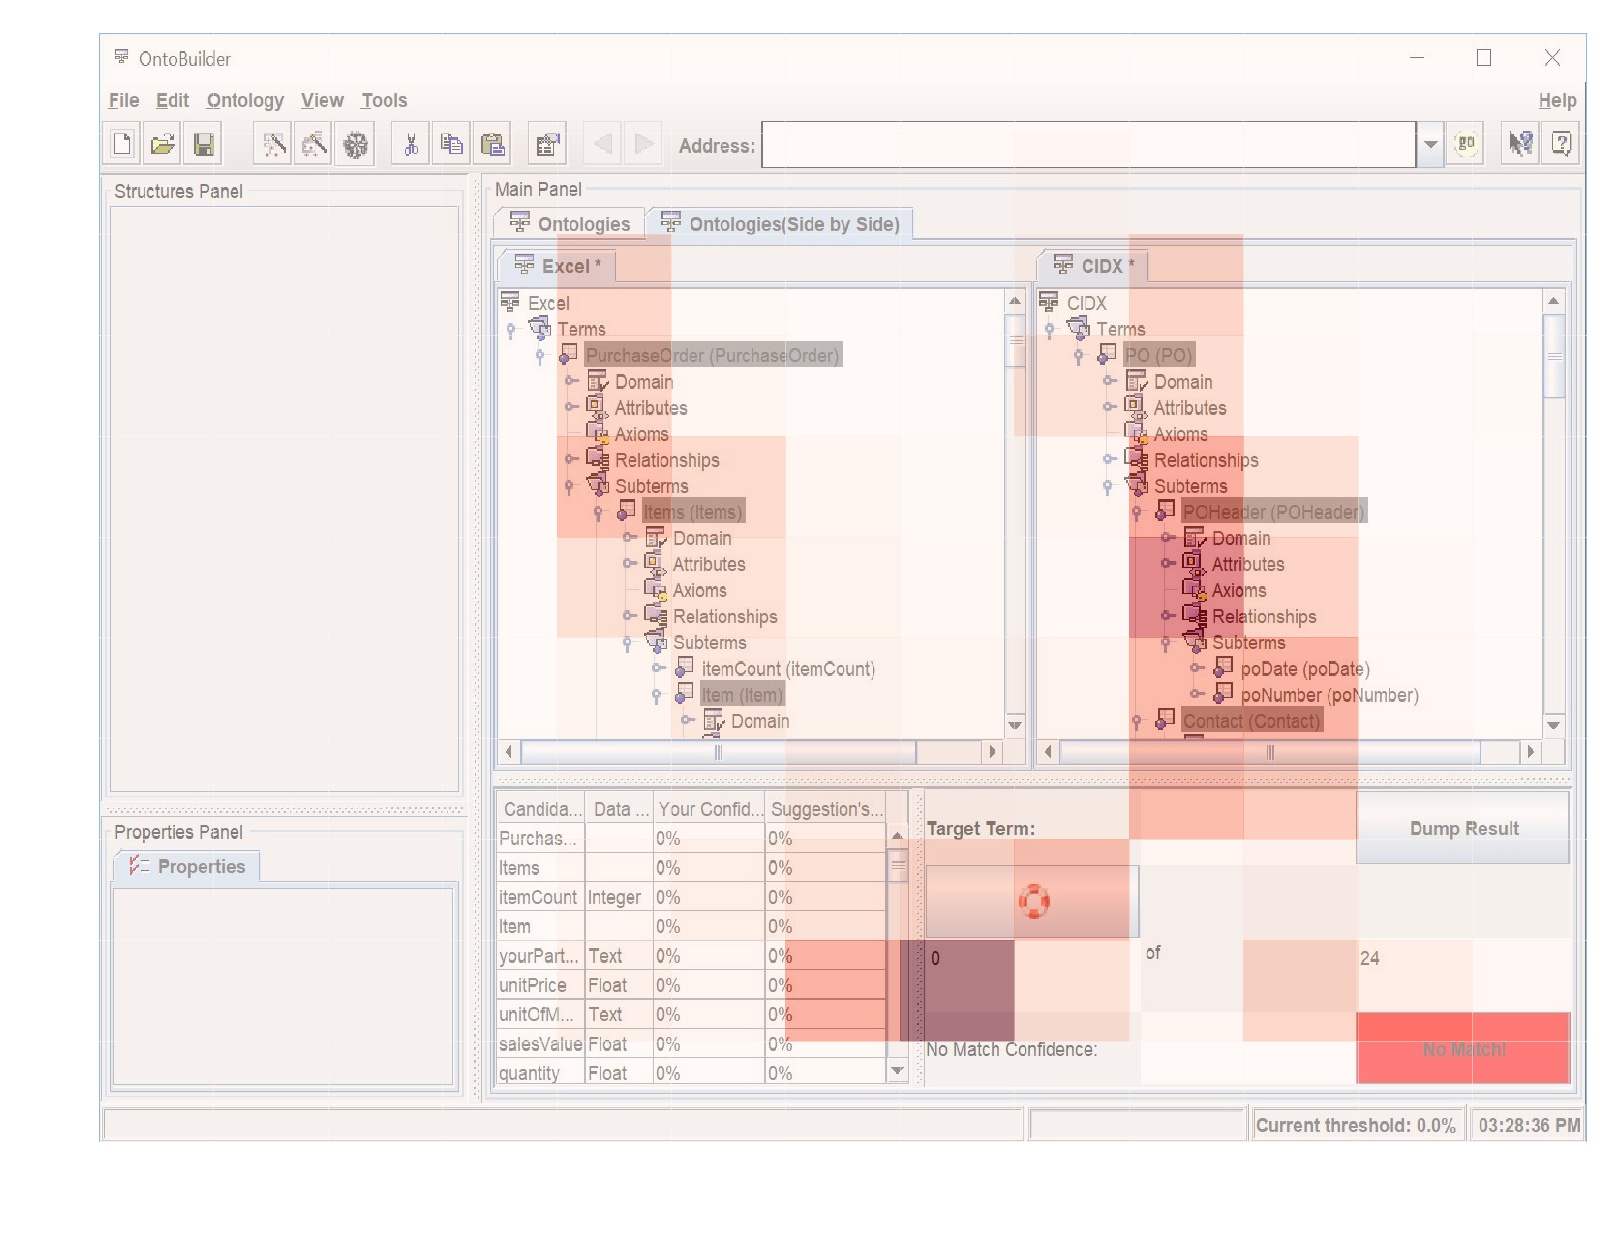 OntoBuilder
File Edit Ontology View Tools Help
Address: go
Structures Panel
Main Panel
Ontologies Ontologies(Side by Side)
Excel *
Excel
Terms
PurchaseOrder (PurchaseOrder)
Domain
Attributes
Axioms
Relationships
Subterms
Items (Items)
Domain
Attributes
Axioms
Relationships
Subterms
itemCount (itemCount)
Item (Item)
Domain
CIDX *
CIDX
Terms
PO (PO)
Domain
Attributes
Axioms
Relationships
Subterms
POHeader (POHeader)
Domain
Attributes
Axioms
Relationships
Subterms
poDate (poDate)
poNumber (poNumber)
Contact (Contact)
Properties Panel
Properties
Candida... Data ... Your Confid... Suggestion's...
Purchas... 0% 0%
Items 0% 0%
itemCount Integer 0% 0%
Item 0% 0%
yourPart... Text 0% 0%
unitPrice Float 0% 0%
unitOfM... Text 0% 0%
salesValue Float 0% 0%
quantity Float 0% 0%
Target Term:
Dump Result
0 of 24
No Match Confidence:
No Match!
Current threshold: 0.0% 03:28:36 PM